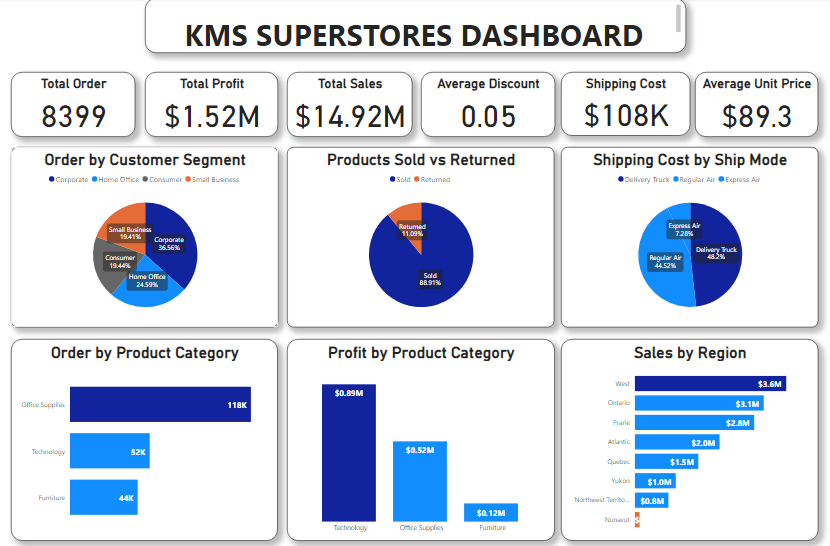 KMS SUPERSTORES DASHBOARD
Total Order
8399
Total Profit
$1.52M
Total Sales
$14.92M
Average Discount
0.05
Shipping Cost
$108K
Average Unit Price
$89.3
Order by Customer Segment
Corporate Home Office Consumer Small Business
Small Business
19.41%
Corporate
36.56%
Consumer
19.44%
Home Office
24.59%
Products Sold vs Returned
Sold Returned
Returned
11.09%
Sold
88.91%
Shipping Cost by Ship Mode
Delivery Truck Regular Air Express Air
Express Air
7.28%
Delivery Truck
48.2%
Regular Air
44.52%
Order by Product Category
Office Supplies 118K
Technology 52K
Furniture 44K
Profit by Product Category
$0.89M
$0.52M
$0.12M
Technology Office Supplies Furniture
Sales by Region
West $3.6M
Ontario $3.1M
Prarie $2.8M
Atlantic $2.0M
Quebec $1.5M
Yukon $1.0M
Northwest Territo... $0.8M
Nunavut